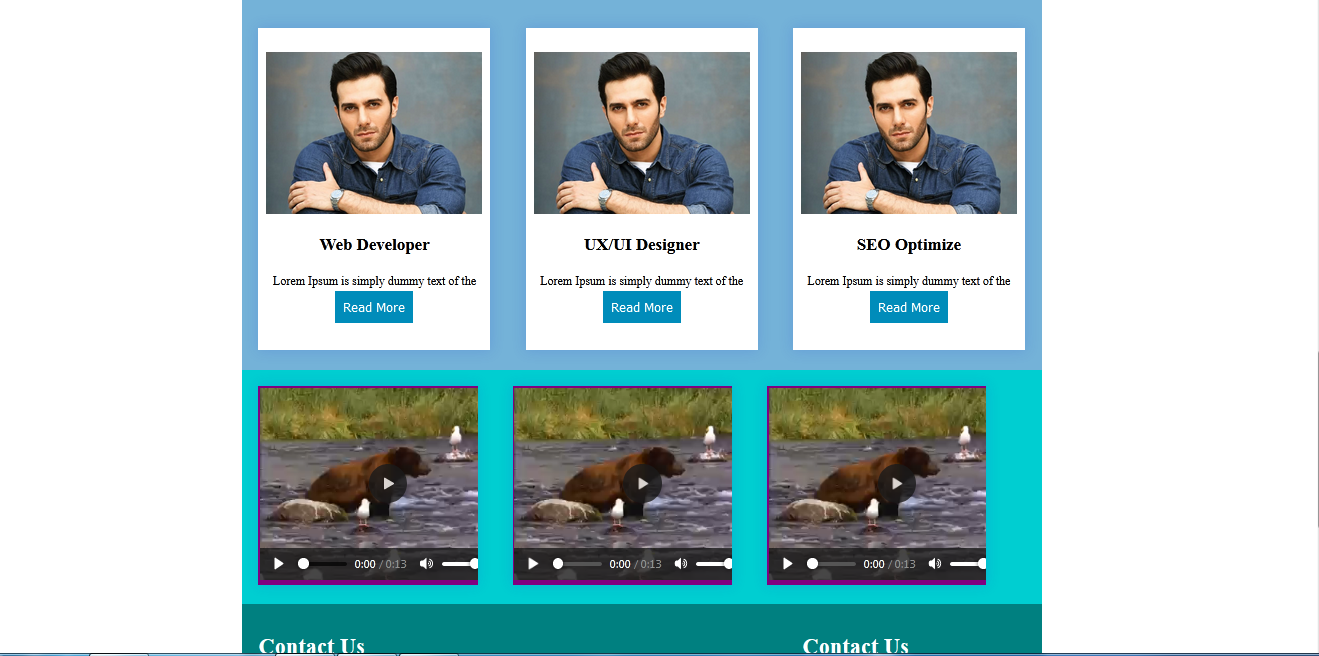 Web Developer
UX/UI Designer
SEO Optimize
Lorem Ipsum is simply dummy text of the
Lorem Ipsum is simply dummy text of the
Lorem Ipsum is simply dummy text of the
Read More
Read More
Read More
0:00 / 0:13
0:00 / 0:13
0:00 / 0:13
Contact Us
Contact Us